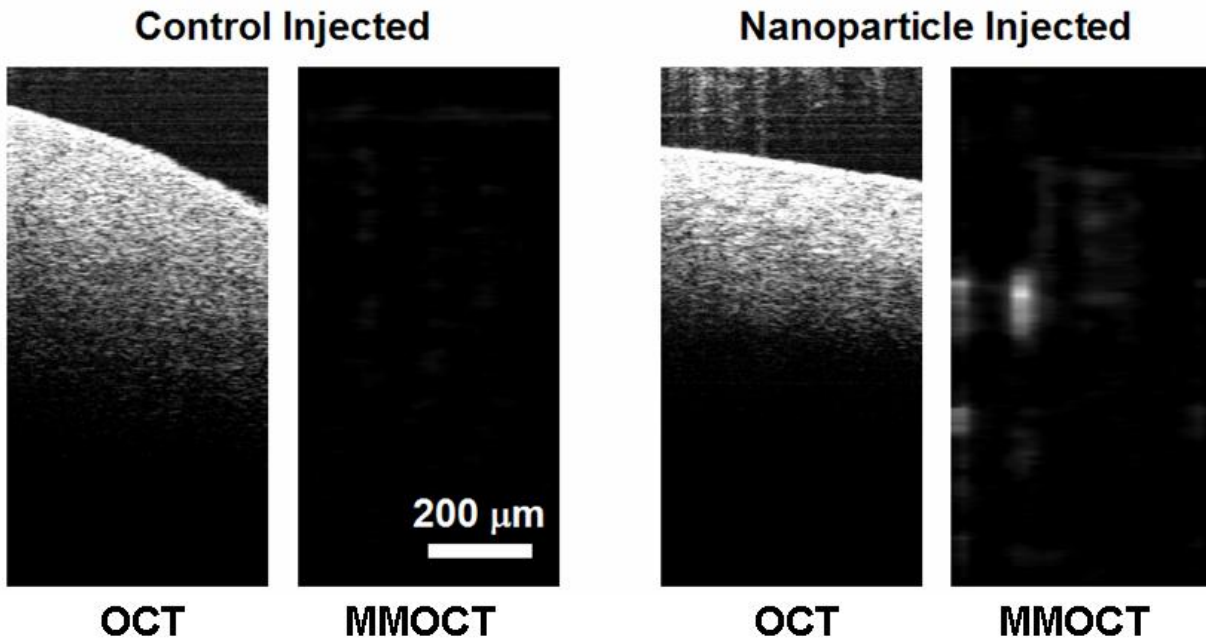 Control Injected
Nanoparticle Injected
200 μm
OCT
MMOCT
OCT
MMOCT